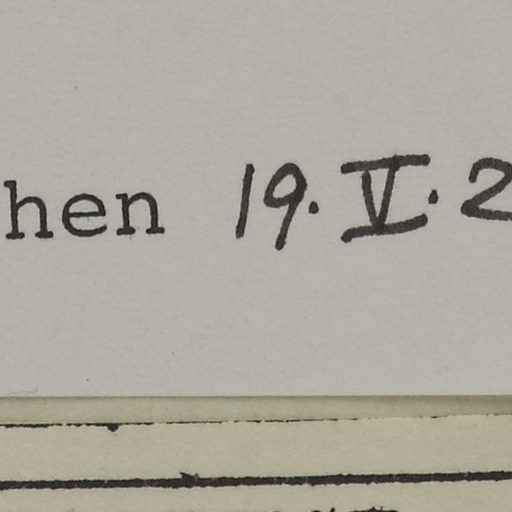 hen 19. V. 2